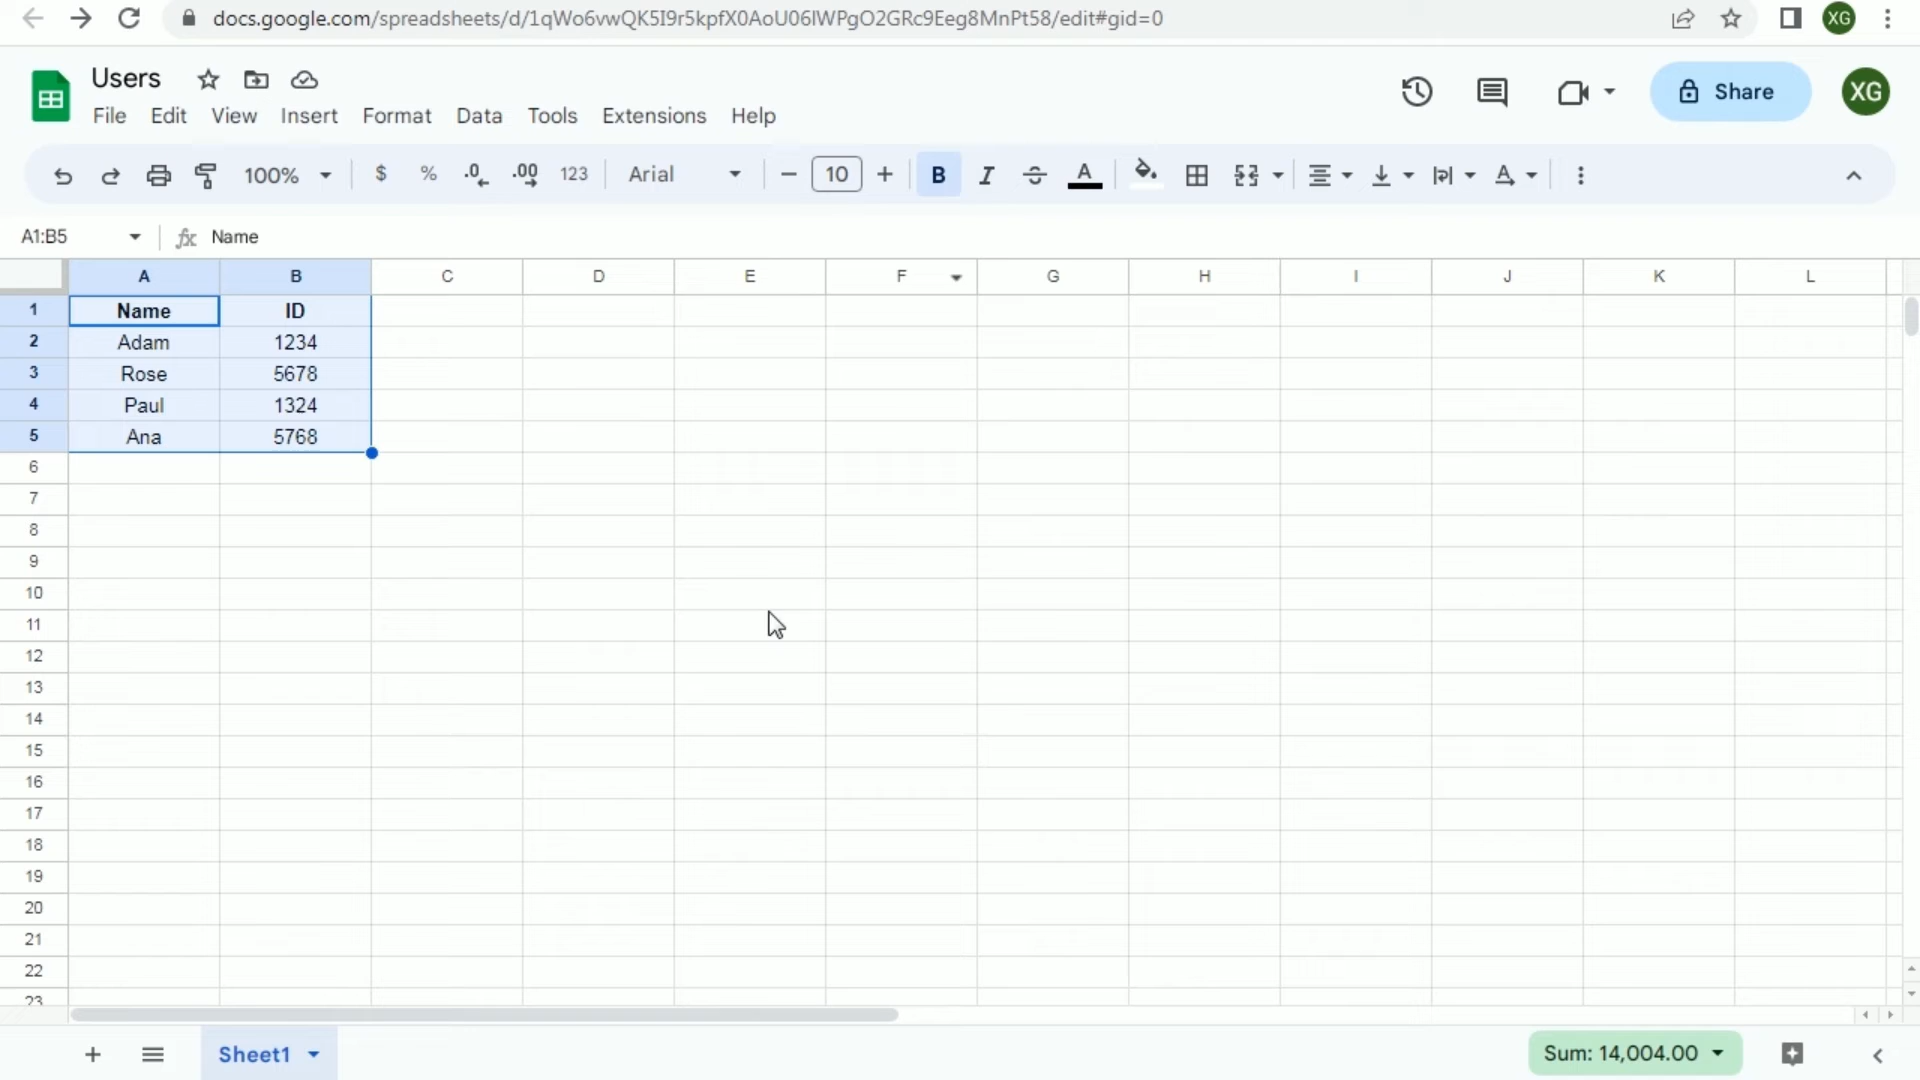 docs.google.com/spreadsheets/d/1qWo6vwQK5I9r5kpfX0AoU06lWPgO2GRc9Eeg8MnPt58/edit#gid=0
XG
Users
File Edit View Insert Format Data Tools Extensions Help
Share
XG
100% $ % .0 .00 123 Arial 10 B I A A
A1:B5 fx Name
A B C D E F G H I J K L
1 Name ID
2 Adam 1234
3 Rose 5678
4 Paul 1324
5 Ana 5768
6
7
8
9
10
11
12
13
14
15
16
17
18
19
20
21
22
23
Sheet1 Sum: 14,004.00